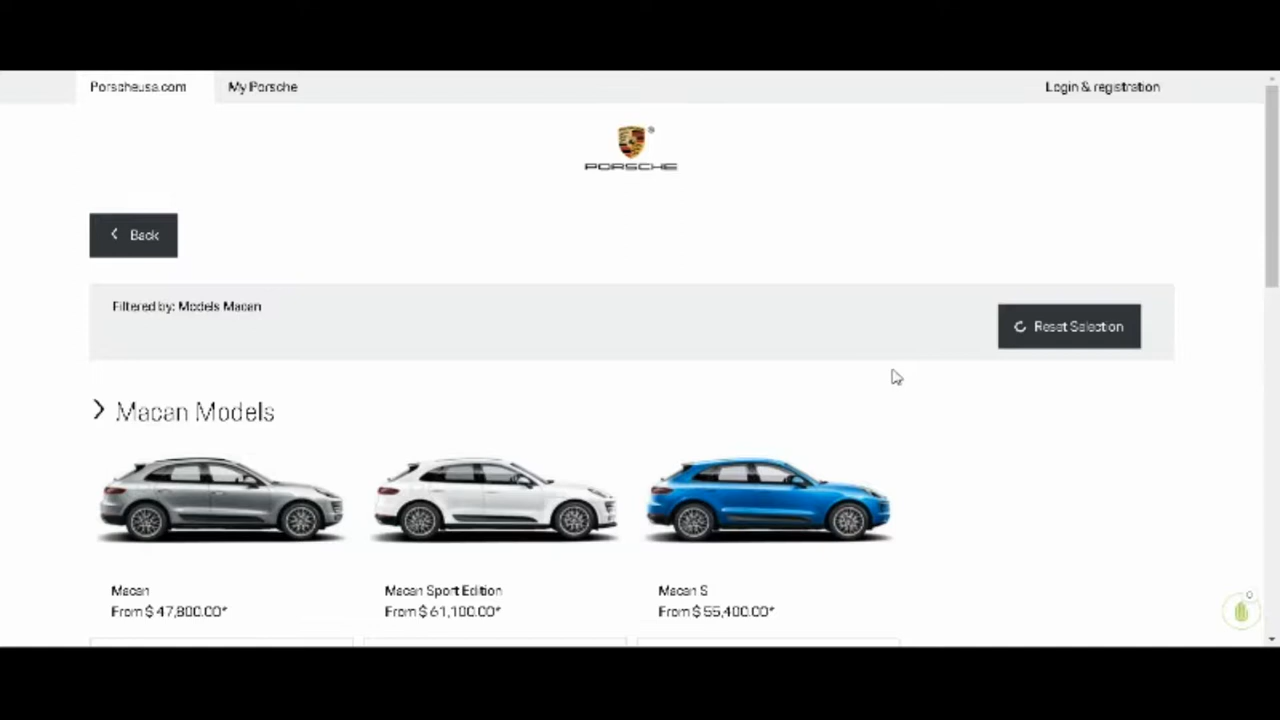 Porscheusa.com
My Porsche
Login & registration
PORSCHE
Back
Filtered by: Models Macan
Reset Selection
Macan Models
Macan
From $ 47,800.00*
Macan Sport Edition
From $ 61,100.00*
Macan S
From $ 55,400.00*